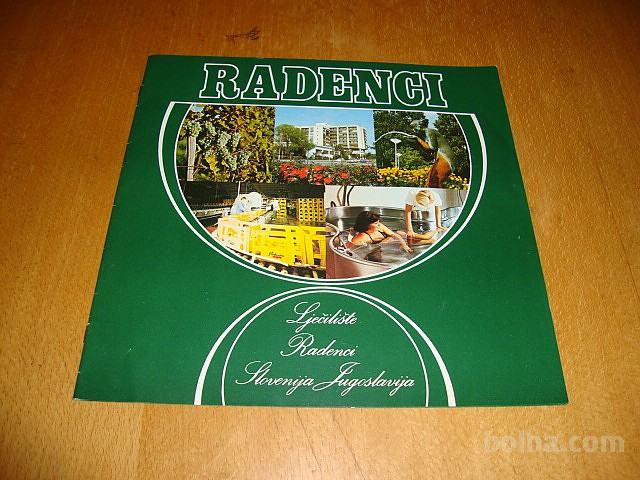 RADENCI
Lječilište
Radenci
Slovenija Jugoslavija
bolha.com